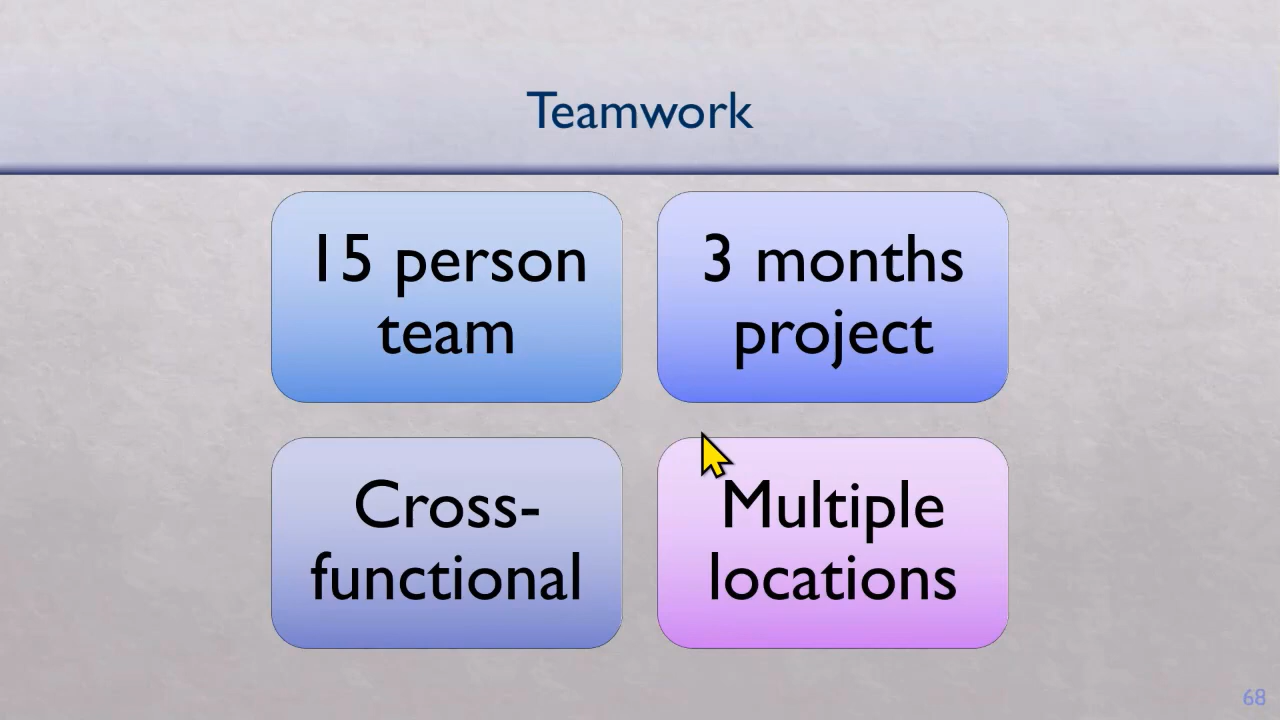 Teamwork
15 person
team
3 months
project
Cross-
functional
Multiple
locations
68